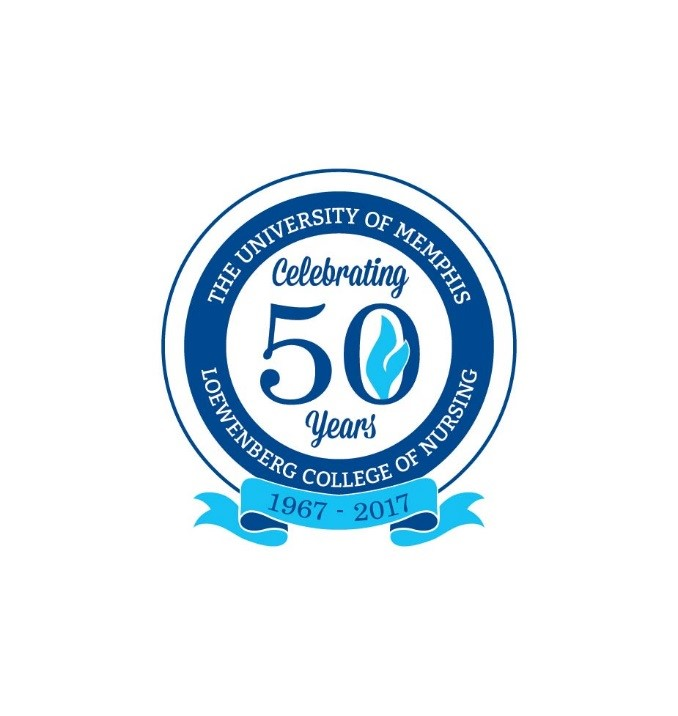 THE UNIVERSITY OF MEMPHIS
Celebrating
50
Years
LOEWENBERG COLLEGE OF NURSING
1967 - 2017